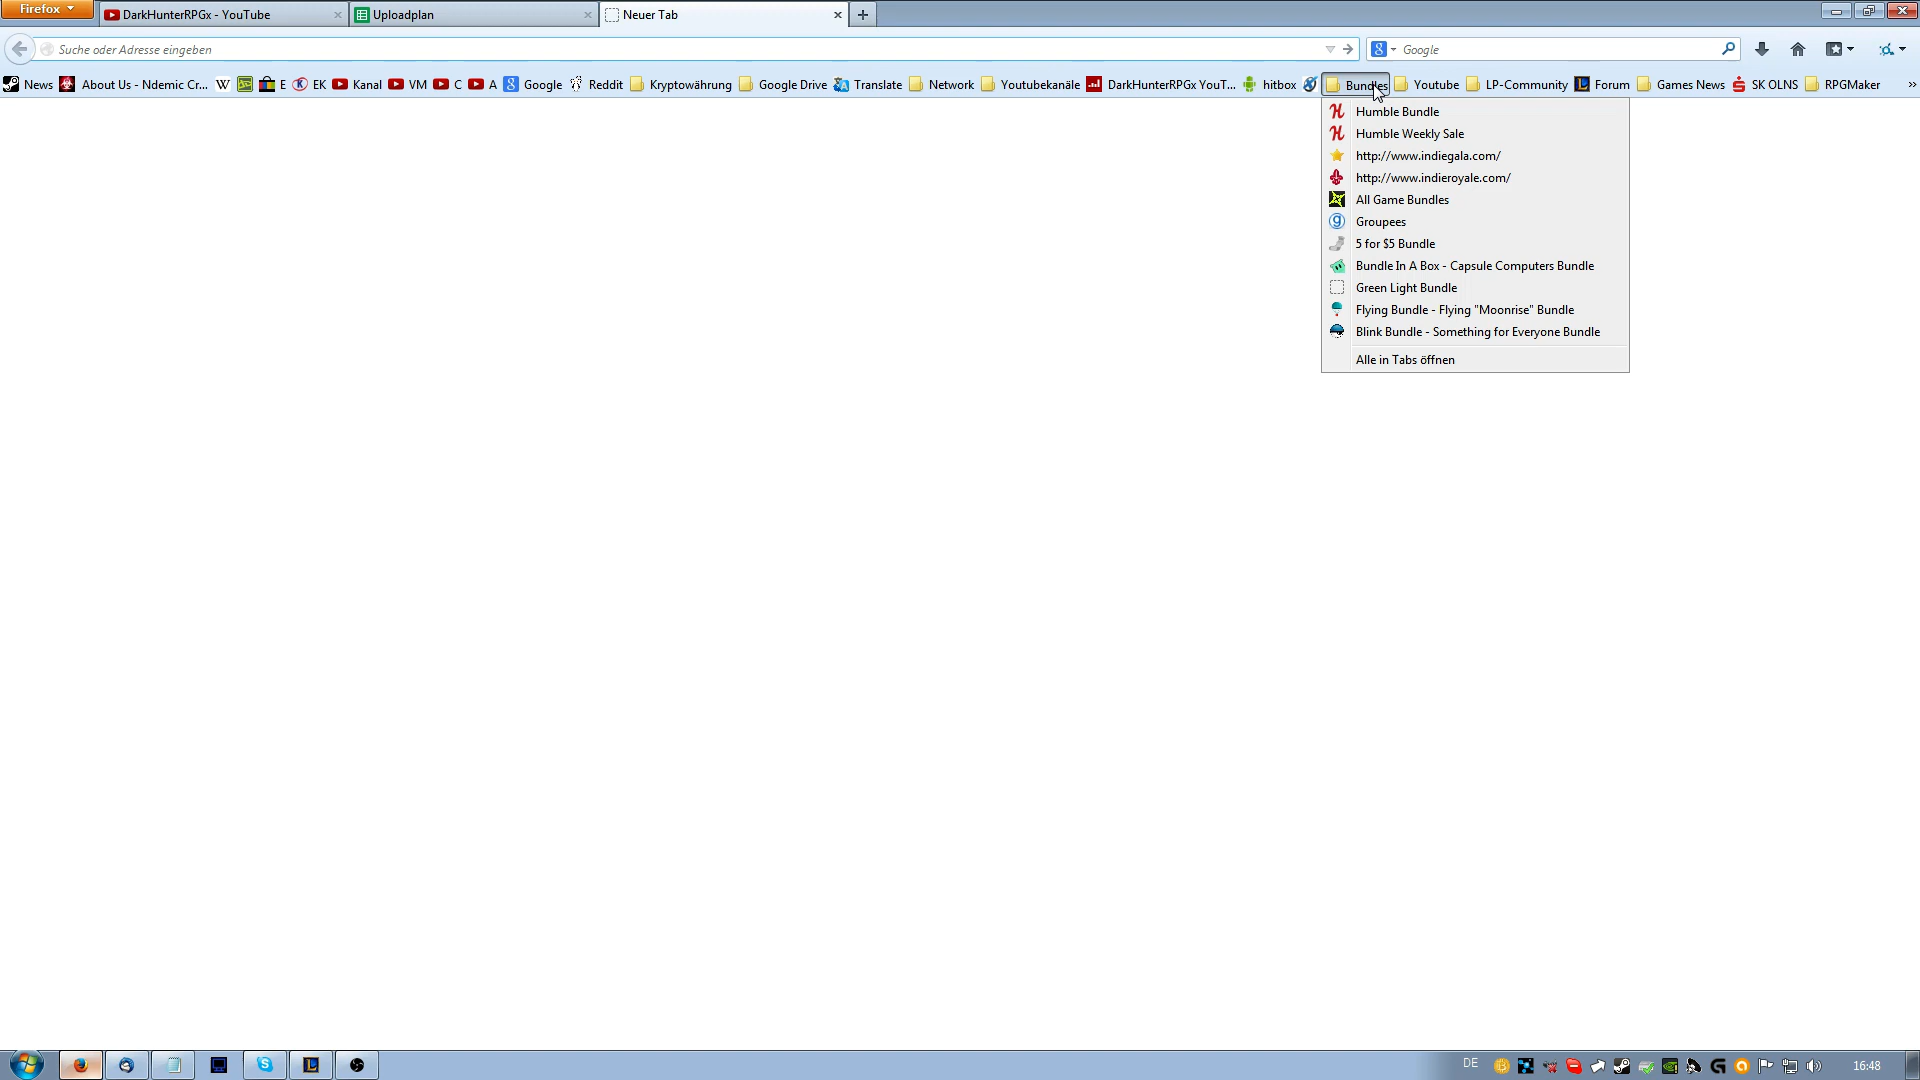 Firefox
DarkHunterRPGx - YouTube
Uploadplan
Neuer Tab
Suche oder Adresse eingeben
Google
News
About Us - Ndemic Cr...
W
E
EK
Kanal
VM
C
A
Google
Reddit
Kryptowährung
Google Drive
Translate
Network
Youtubekanäle
DarkHunterRPGx YouT...
hitbox
Bundles
Youtube
LP-Community
Forum
Games News
SK OLNS
RPGMaker
»
Humble Bundle
Humble Weekly Sale
http://www.indiegala.com/
http://www.indieroyale.com/
All Game Bundles
Groupees
5 for $5 Bundle
Bundle In A Box - Capsule Computers Bundle
Green Light Bundle
Flying Bundle - Flying "Moonrise" Bundle
Blink Bundle - Something for Everyone Bundle
Alle in Tabs öffnen
DE
16:48